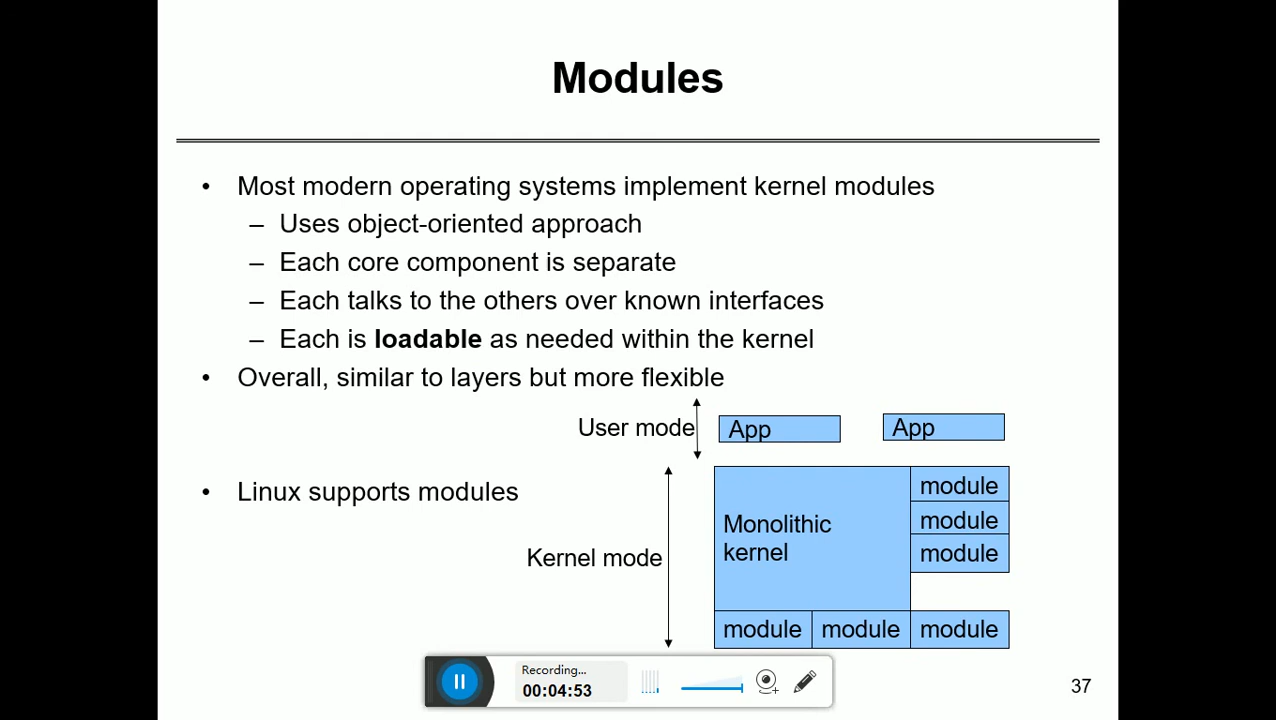 Modules
• Most modern operating systems implement kernel modules
– Uses object-oriented approach
– Each core component is separate
– Each talks to the others over known interfaces
– Each is loadable as needed within the kernel
• Overall, similar to layers but more flexible
User mode
App
App
• Linux supports modules
Kernel mode
Monolithic
kernel
module
module
module
module
module
module
Recording...
00:04:53
37